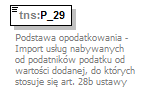 tns:P_29
Podstawa opodatkowania -
Import usług nabywanych
od podatników podatku od
wartości dodanej, do których
stosuje się art. 28b ustawy